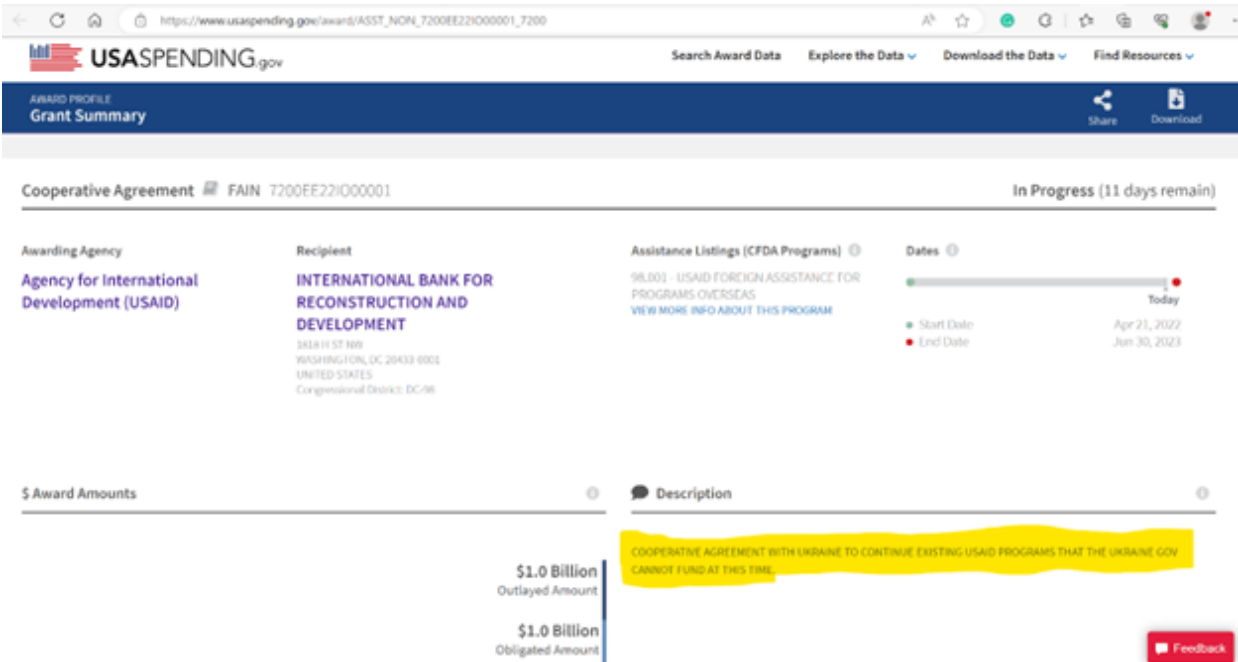 https://www.usaspending.gov/award/ASST_NON_7200EE22IO00001_7200
USASPENDING.gov
Search Award Data Explore the Data Download the Data Find Resources
AWARD PROFILE
Grant Summary
Share Download
Cooperative Agreement FAIN 7200EE22IO00001
In Progress (11 days remain)
Awarding Agency
Agency for International
Development (USAID)
Recipient
INTERNATIONAL BANK FOR
RECONSTRUCTION AND
DEVELOPMENT
1818 H ST NW
WASHINGTON, DC 20433-0001
UNITED STATES
Congressional District: DC-98
Assistance Listings (CFDA Programs)
98.001 - USAID FOREIGN ASSISTANCE FOR
PROGRAMS OVERSEAS
VIEW MORE INFO ABOUT THIS PROGRAM
Dates
Today
Start Date Apr 21, 2022
End Date Jun 30, 2023
$ Award Amounts
$1.0 Billion
Outlayed Amount
$1.0 Billion
Obligated Amount
Description
COOPERATIVE AGREEMENT WITH UKRAINE TO CONTINUE EXISTING USAID PROGRAMS THAT THE UKRAINE GOV
CANNOT FUND AT THIS TIME.
Feedback